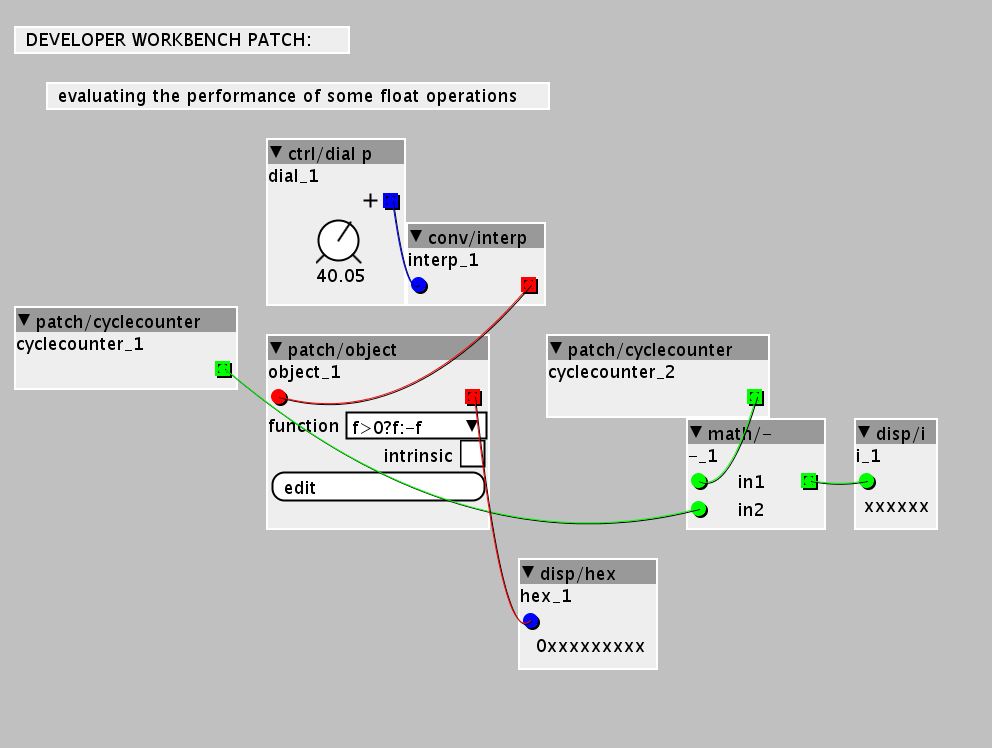 DEVELOPER WORKBENCH PATCH:
evaluating the performance of some float operations
ctrl/dial p
dial_1
+
40.05
conv/interp
interp_1
patch/cyclecounter
cyclecounter_1
patch/object
object_1
function f>0?f:-f
intrinsic
edit
patch/cyclecounter
cyclecounter_2
math/-
-_1
in1
in2
disp/i
i_1
xxxxxx
disp/hex
hex_1
0xxxxxxxxx